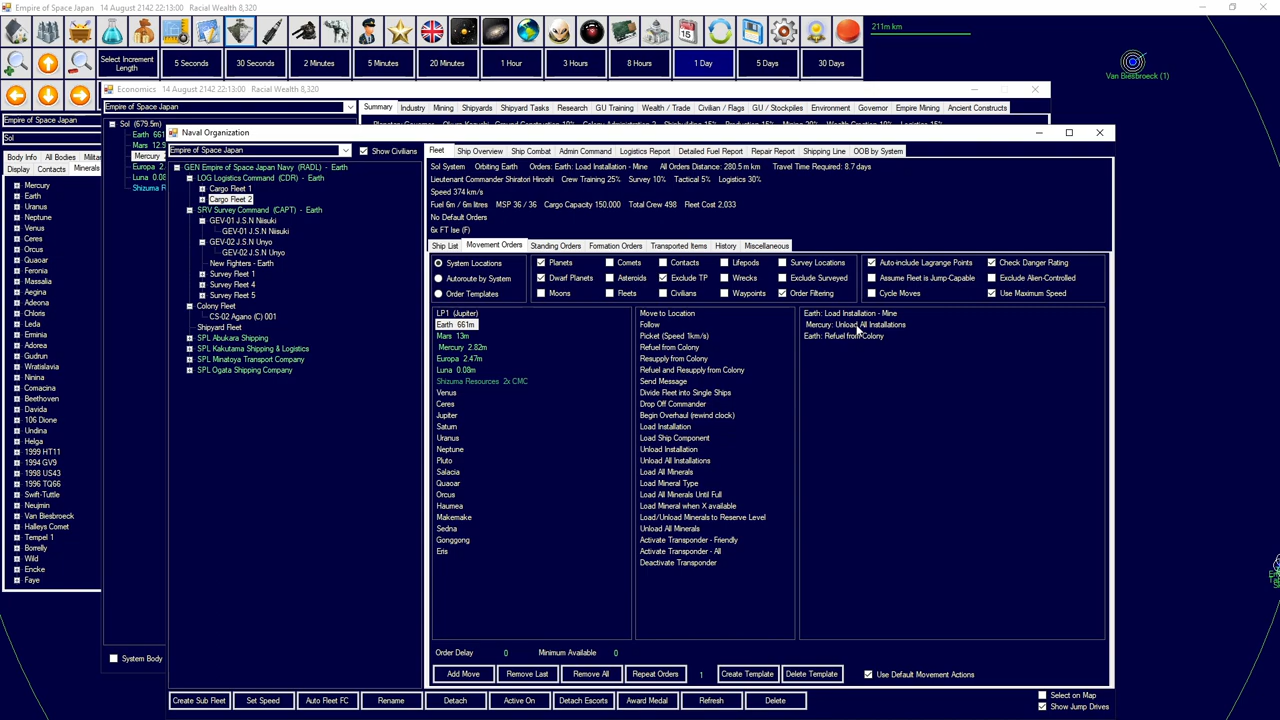 Empire of Space Japan 14 August 2142 22:13:00 Racial Wealth 8,320
211m km
Select Increment Length
5 Seconds
30 Seconds
2 Minutes
5 Minutes
20 Minutes
1 Hour
3 Hours
8 Hours
1 Day
5 Days
30 Days
Van Biesbroeck (1)
Economics 14 August 2142 22:13:00 Racial Wealth 8,320
Empire of Space Japan
Summary
Industry
Mining
Shipyards
Shipyard Tasks
Research
GU Training
Wealth / Trade
Civilian / Flags
GU / Stockpiles
Environment
Governor
Empire Mining
Ancient Constructs
Empire of Space Japan
Sol
Body Info
All Bodies
Display
Contacts
Minerals
Mercury
Earth
Uranus
Neptune
Venus
Ceres
Orcus
Quaoar
Feronia
Massalia
Aegina
Adeona
Chloris
Leda
Eminia
Adorea
Gudrun
Wratislavia
Ninina
Comacina
Beethoven
Davida
106 Dione
Undina
Helga
1999 HT11
1994 GV9
1998 US43
1996 TQ66
Swift-Tuttle
Neujmin
Van Biesbroeck
Halleys Comet
Tempel 1
Borrelly
Wild
Encke
Faye
Sol (679.5m)
Earth 661
Mars 12.9
Mercury
Europa 2.
Luna 0.08
Shizuma R
System Body
Naval Organization
Empire of Space Japan
Show Civilians
GEN Empire of Space Japan Navy (RADL) - Earth
LOG Logistics Command (CDR) - Earth
Cargo Fleet 1
Cargo Fleet 2
SRV Survey Command (CAPT) - Earth
GEV-01 J.S.N Niisuki
GEV-01 J.S.N Niisuki
GEV-02 J.S.N Unyo
GEV-02 J.S.N Unyo
New Fighters - Earth
Survey Fleet 1
Survey Fleet 4
Survey Fleet 5
Colony Fleet
CS-02 Agano (C) 001
Shipyard Fleet
SPL Abukara Shipping
SPL Kakutama Shipping & Logistics
SPL Minatoya Transport Company
SPL Ogata Shipping Company
Fleet
Ship Overview
Ship Combat
Admin Command
Logistics Report
Detailed Fuel Report
Repair Report
Shipping Line
OOB by System
Sol System Orbiting Earth Orders: Earth: Load Installation - Mine All Orders Distance: 280.5 m km Travel Time Required: 8.7 days
Lieutenant Commander Shiratori Hiroshi Crew Training 25% Survey 10% Tactical 5% Logistics 30%
Speed 374 km/s
Fuel 6m / 6m litres MSP 36 / 36 Cargo Capacity 150,000 Total Crew 498 Fleet Cost 2,033
No Default Orders
6x FT Ise (F)
Ship List
Movement Orders
Standing Orders
Formation Orders
Transported Items
History
Miscellaneous
System Locations
Autoroute by System
Order Templates
Planets
Comets
Contacts
Lifepods
Survey Locations
Dwarf Planets
Asteroids
Exclude TP
Wrecks
Exclude Surveyed
Moons
Fleets
Civilians
Waypoints
Order Filtering
Auto-include Lagrange Points
Check Danger Rating
Assume Fleet is Jump-Capable
Exclude Alien-Controlled
Cycle Moves
Use Maximum Speed
LP1 (Jupiter)
Earth 661m
Mars 13m
Mercury 2.82m
Europa 2.47m
Luna 0.08m
Shizuma Resources 2x CMC
Venus
Ceres
Jupiter
Saturn
Uranus
Neptune
Pluto
Salacia
Quaoar
Orcus
Haumea
Makemake
Sedna
Gonggong
Eris
Move to Location
Follow
Picket (Speed 1km/s)
Refuel from Colony
Resupply from Colony
Refuel and Resupply from Colony
Send Message
Divide Fleet into Single Ships
Drop Off Commander
Begin Overhaul (rewind clock)
Load Installation
Load Ship Component
Unload Installation
Unload All Installations
Load All Minerals
Load Mineral Type
Load All Minerals Until Full
Load Mineral when X available
Load/Unload Minerals to Reserve Level
Unload All Minerals
Activate Transponder - Friendly
Activate Transponder - All
Deactivate Transponder
Earth: Load Installation - Mine
Mercury: Unload All Installations
Earth: Refuel from Colony
Order Delay 0 Minimum Available 0
Add Move
Remove Last
Remove All
Repeat Orders
1
Create Template
Delete Template
Use Default Movement Actions
Create Sub Fleet
Set Speed
Auto Fleet FC
Rename
Detach
Active On
Detach Escorts
Award Medal
Refresh
Delete
Select on Map
Show Jump Drives